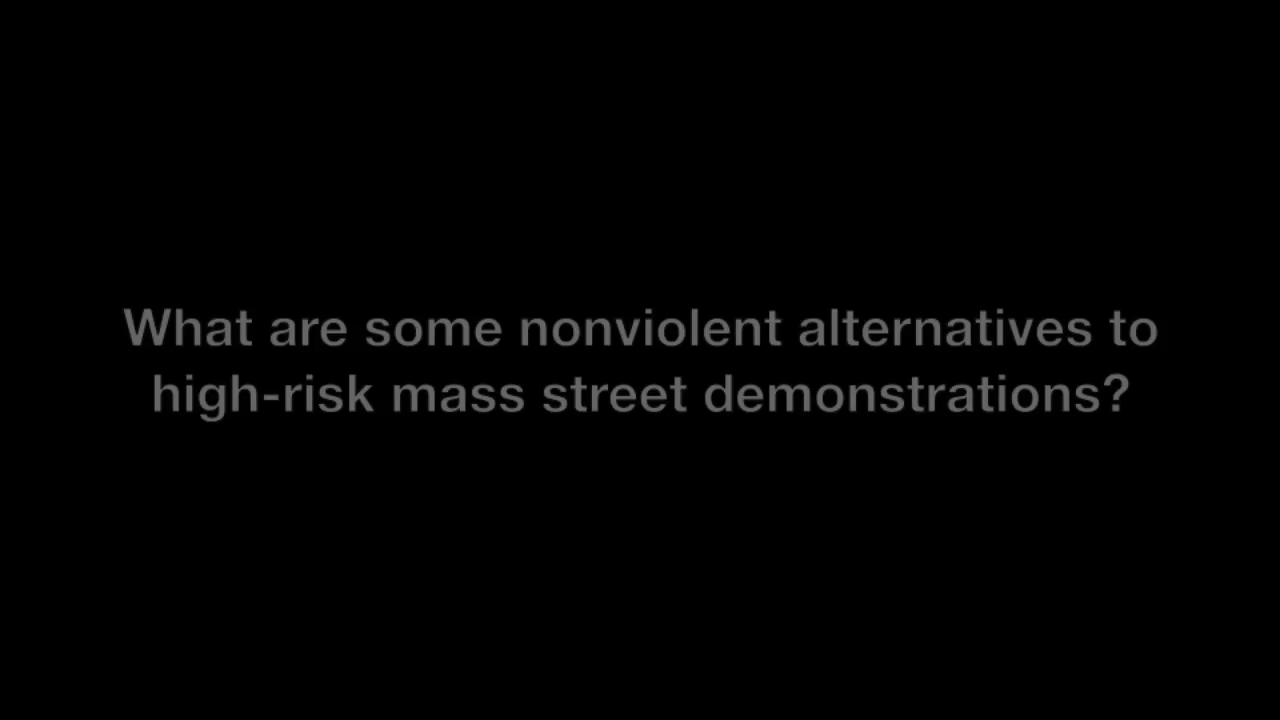 What are some nonviolent alternatives to
high-risk mass street demonstrations?